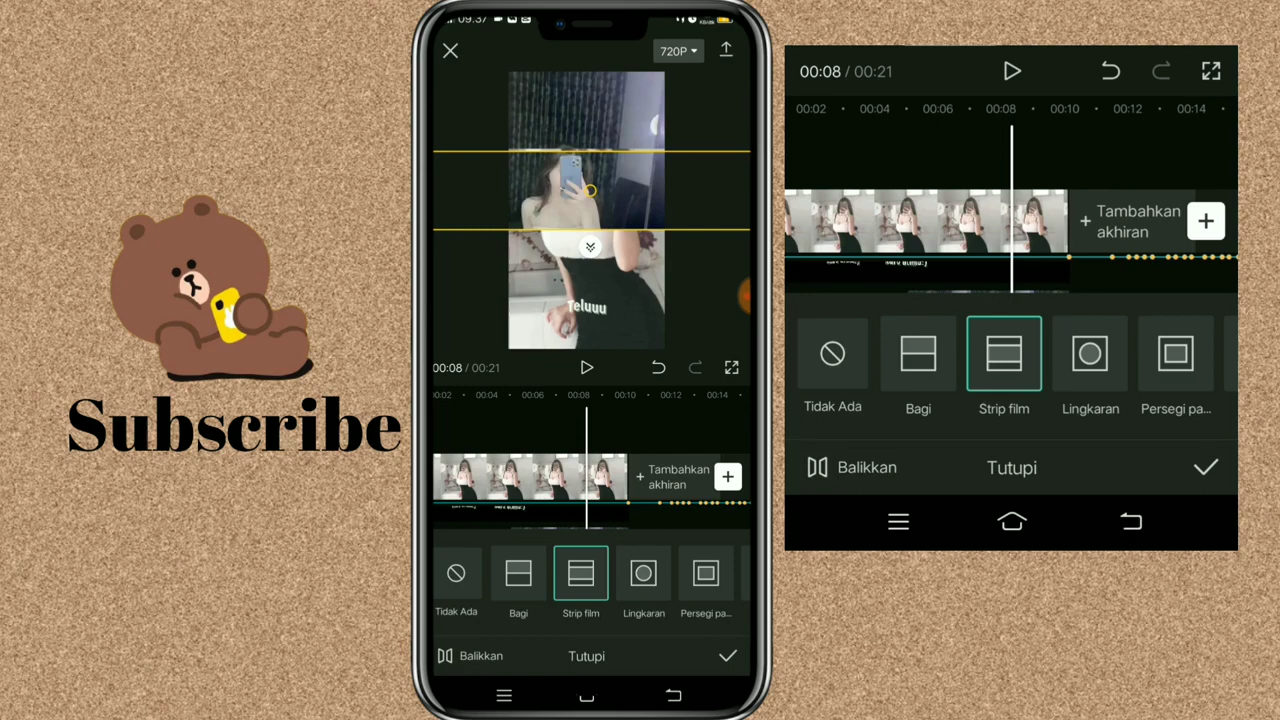 Subscribe
09.37
720P
Teluuu
00:08 / 00:21
00:02 00:04 00:06 00:08 00:10 00:12 00:14
+ Tambahkan
akhiran
Tidak Ada
Bagi
Strip film
Lingkaran
Persegi pa...
Balikkan
Tutupi
00:08 / 00:21
00:02 00:04 00:06 00:08 00:10 00:12 00:14
+ Tambahkan
akhiran
Tidak Ada
Bagi
Strip film
Lingkaran
Persegi pa...
Balikkan
Tutupi